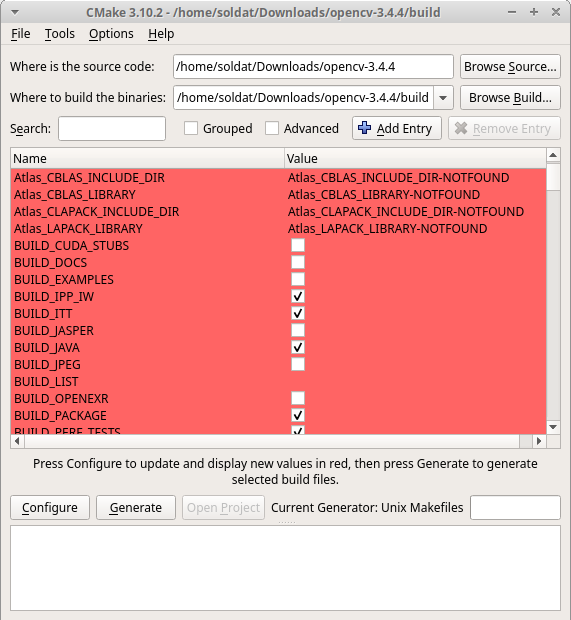 CMake 3.10.2 - /home/soldat/Downloads/opencv-3.4.4/build
File Tools Options Help
Where is the source code: /home/soldat/Downloads/opencv-3.4.4 Browse Source...
Where to build the binaries: /home/soldat/Downloads/opencv-3.4.4/build Browse Build...
Search: Grouped Advanced Add Entry Remove Entry
Name Value
Atlas_CBLAS_INCLUDE_DIR Atlas_CBLAS_INCLUDE_DIR-NOTFOUND
Atlas_CBLAS_LIBRARY Atlas_CBLAS_LIBRARY-NOTFOUND
Atlas_CLAPACK_INCLUDE_DIR Atlas_CLAPACK_INCLUDE_DIR-NOTFOUND
Atlas_LAPACK_LIBRARY Atlas_LAPACK_LIBRARY-NOTFOUND
BUILD_CUDA_STUBS
BUILD_DOCS
BUILD_EXAMPLES
BUILD_IPP_IW
BUILD_ITT
BUILD_JASPER
BUILD_JAVA
BUILD_JPEG
BUILD_LIST
BUILD_OPENEXR
BUILD_PACKAGE
BUILD_PERF_TESTS
Press Configure to update and display new values in red, then press Generate to generate
selected build files.
Configure Generate Open Project Current Generator: Unix Makefiles